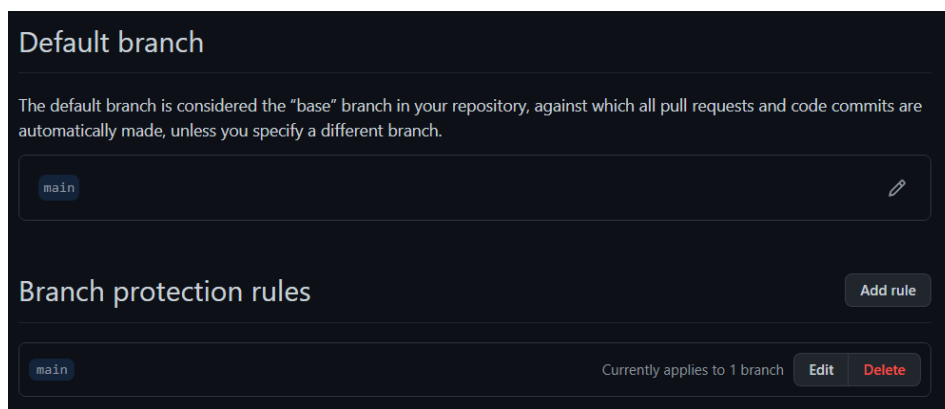 Default branch
The default branch is considered the “base” branch in your repository, against which all pull requests and code commits are
automatically made, unless you specify a different branch.
main
Branch protection rules
Add rule
main
Currently applies to 1 branch
Edit
Delete